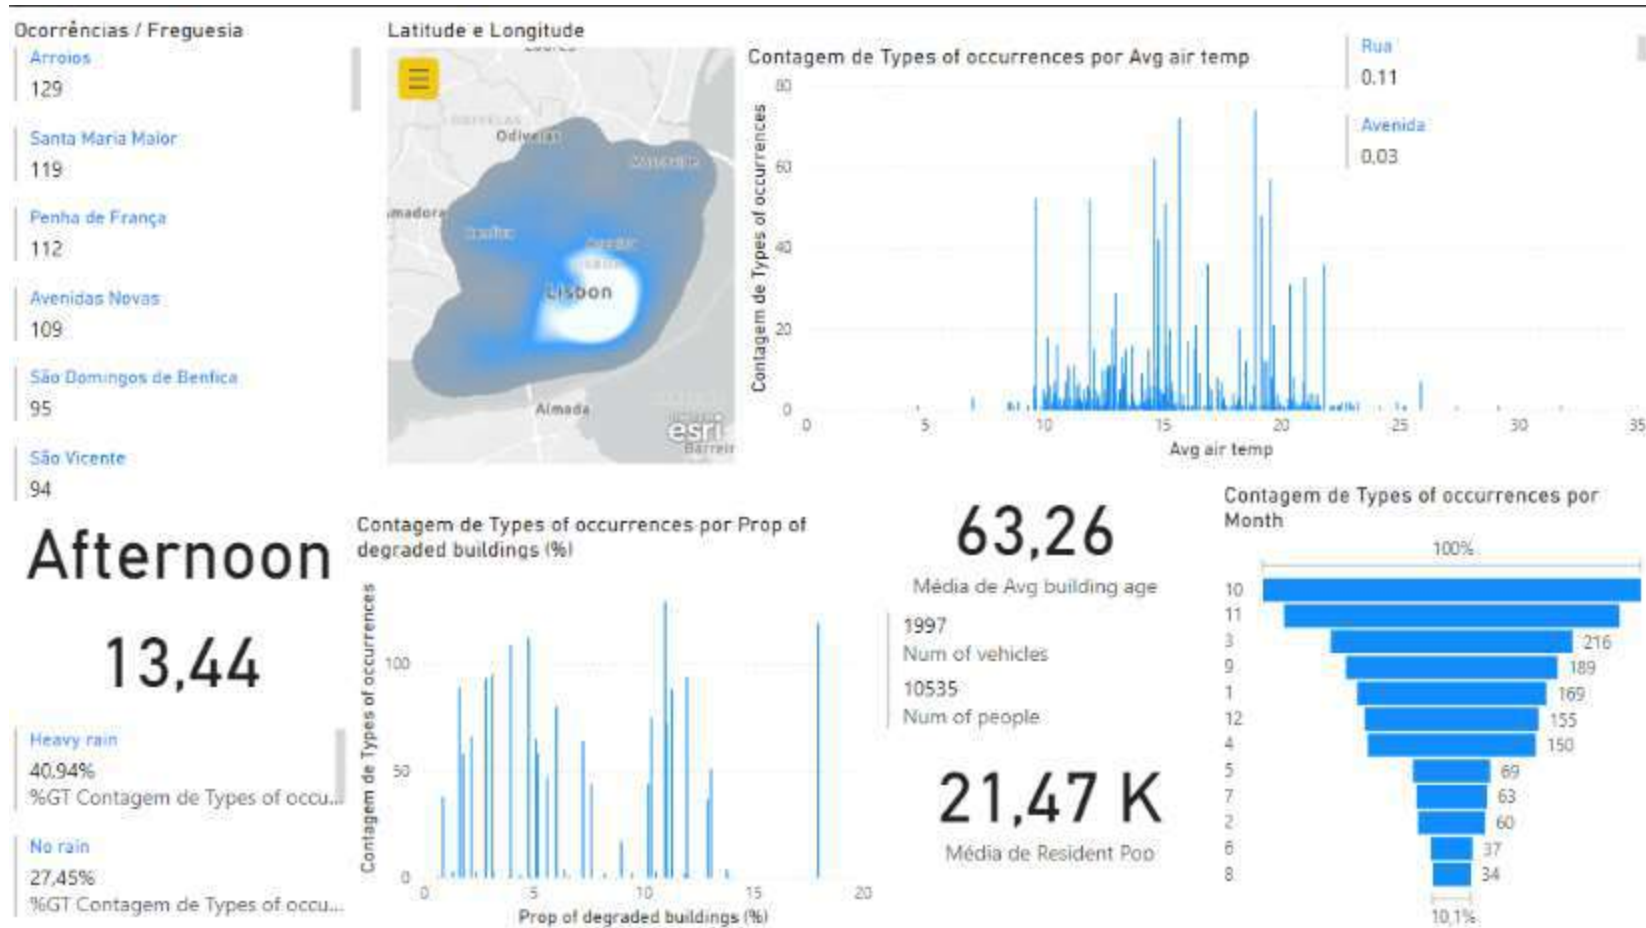 Ocorrências / Freguesia
Arroios
129
Santa Maria Maior
119
Penha de França
112
Avenidas Novas
109
São Domingos de Benfica
95
São Vicente
94
Latitude e Longitude
Odivelas
Benfica
Lisbon
Almada
esri
Contagem de Types of occurrences por Avg air temp
Contagem de Types of occurrences
80
60
40
20
0
0 5 10 15 20 25 30 35
Avg air temp
Rua
0.11
Avenida
0.03
Afternoon
13,44
Heavy rain
40.94%
%GT Contagem de Types of occu...
No rain
27,45%
%GT Contagem de Types of occu...
Contagem de Types of occurrences por Prop of
degraded buildings (%)
Contagem de Types of occurrences
100
50
0
0 5 10 15 20
Prop of degraded buildings (%)
63,26
Média de Avg building age
1997
Num of vehicles
10535
Num of people
21,47 K
Média de Resident Pop
Contagem de Types of occurrences por
Month
100%
10
11
3 216
9 189
1 169
12 155
4 150
5 69
7 63
2 60
6 37
8 34
10,1%